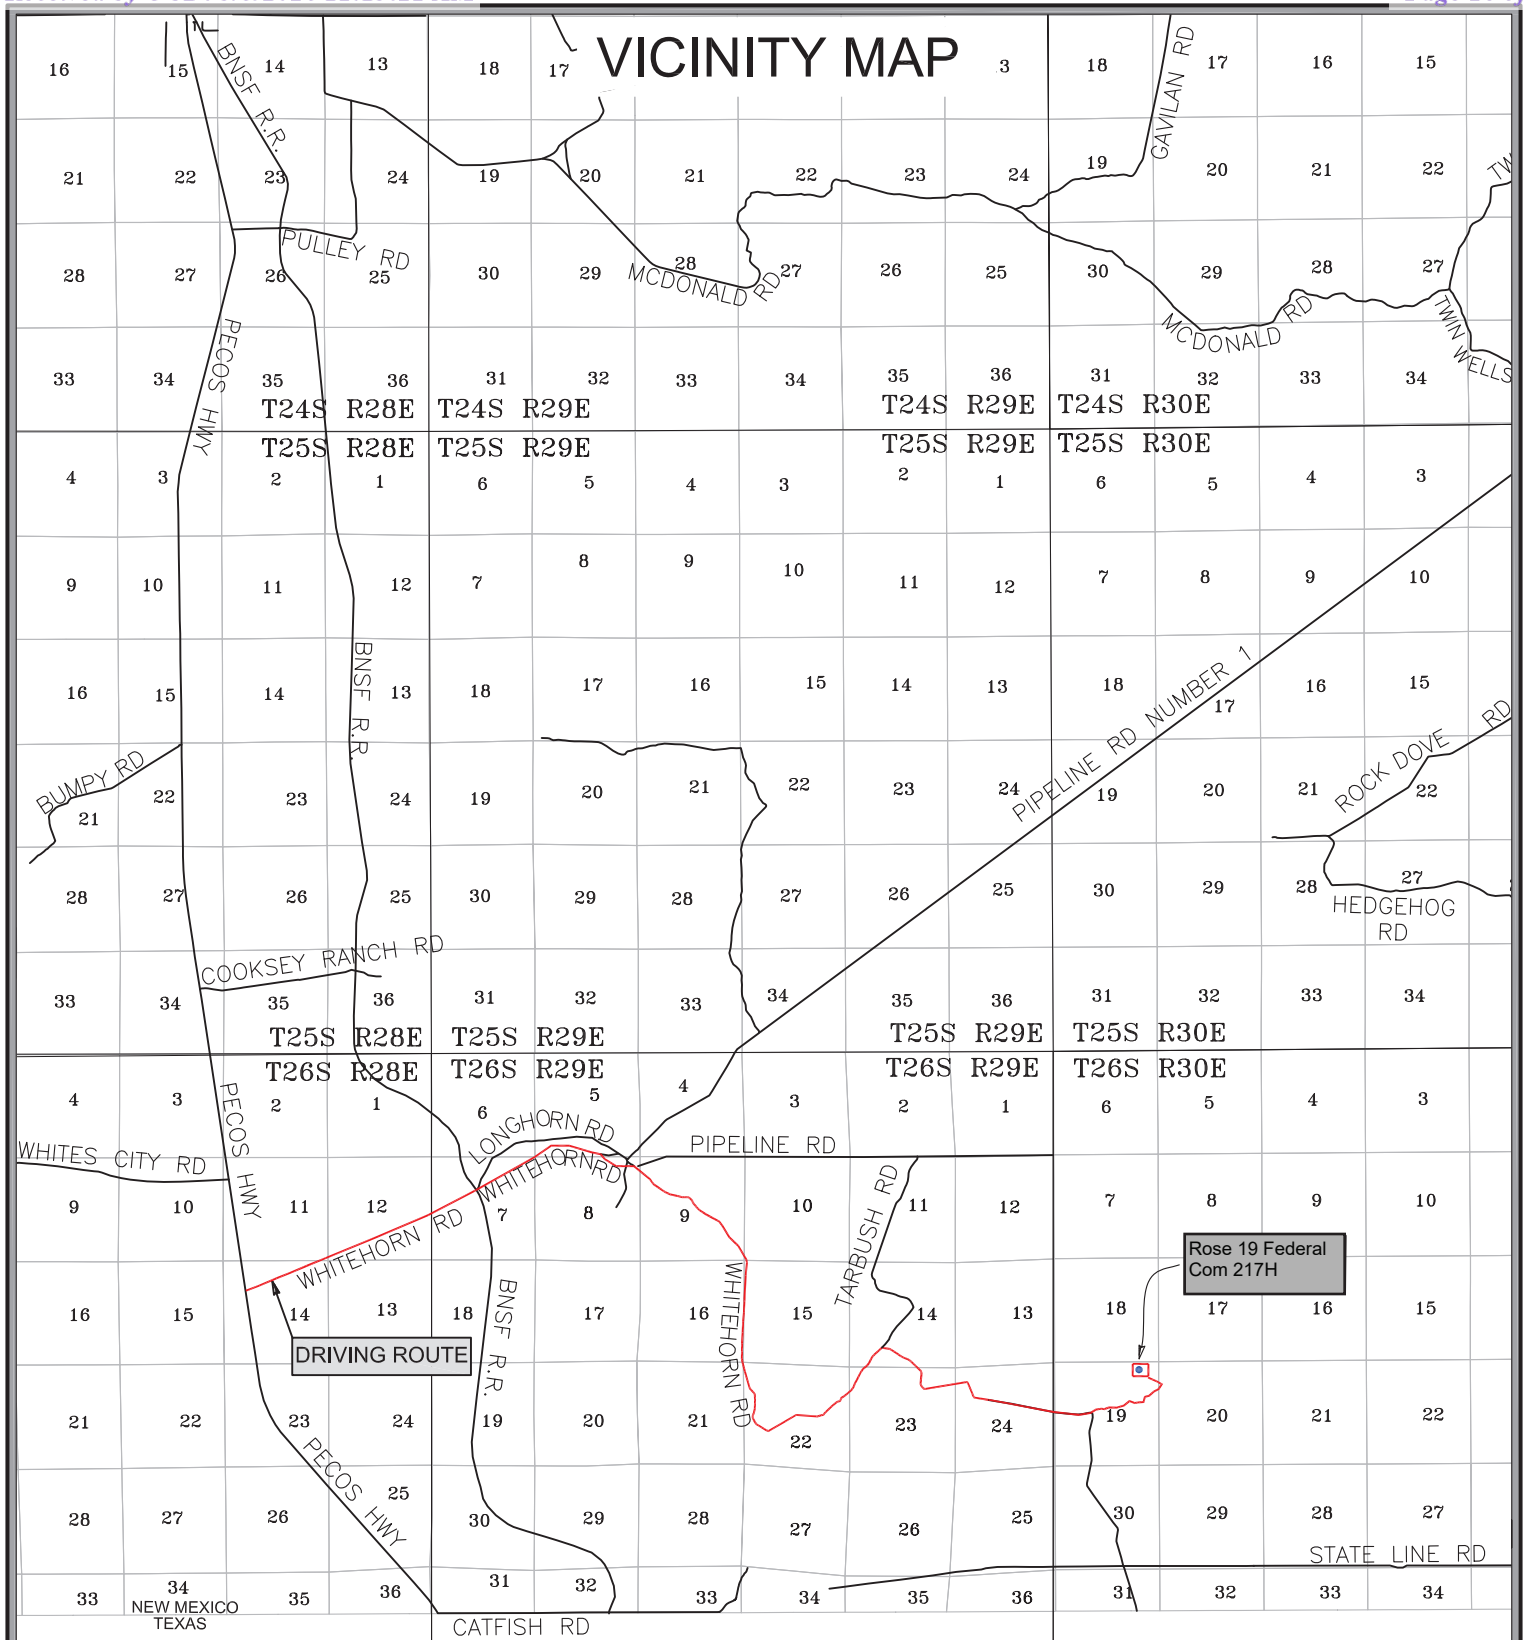 VICINITY MAP
16 15 14 13 18 17 3 18 17 16 15
BNSF R.R.
GAVILAN RD
21 22 23 24 19 20 21 22 23 24 19 20 21 22
PULLEY RD
28 27 26 25 30 29 28 27 26 25 30 29 28 27
MCDONALD RD
MCDONALD RD
TWIN WELLS
PECOS HWY
33 34 35 36 31 32 33 34 35 36 31 32 33 34
T24S R28E T24S R29E T24S R29E T24S R30E
T25S R28E T25S R29E T25S R29E T25S R30E
4 3 2 1 6 5 4 3 2 1 6 5 4 3
9 10 11 12 7 8 9 10 11 12 7 8 9 10
BNSF R.R.
PIPELINE RD NUMBER 1
16 15 14 13 18 17 16 15 14 13 18 17 16 15
BUMPY RD
ROCK DOVE RD
21 22 23 24 19 20 21 22 23 24 19 20 21 22
28 27 26 25 30 29 28 27 26 25 30 29 28 27
HEDGEHOG
RD
COOKSEY RANCH RD
33 34 35 36 31 32 33 34 35 36 31 32 33 34
T25S R28E T25S R29E T25S R29E T25S R30E
T26S R28E T26S R29E T26S R29E T26S R30E
4 3 2 1 6 5 4 3 2 1 6 5 4 3
PECOS HWY
LONGHORN RD
PIPELINE RD
WHITES CITY RD
WHITEHORN RD
TARBUSH RD
9 10 11 12 7 8 9 10 11 12 7 8 9 10
WHITEHORN RD
Rose 19 Federal
Com 217H
BNSF R.R.
WHITEHORN RD
16 15 14 13 18 17 16 15 14 13 18 17 16 15
DRIVING ROUTE
21 22 23 24 19 20 21 22 23 24 19 20 21 22
PECOS HWY
28 27 26 25 30 29 28 27 26 25 30 29 28 27
STATE LINE RD
33 34 35 36 31 32 33 34 35 36 31 32 33 34
NEW MEXICO
TEXAS
CATFISH RD